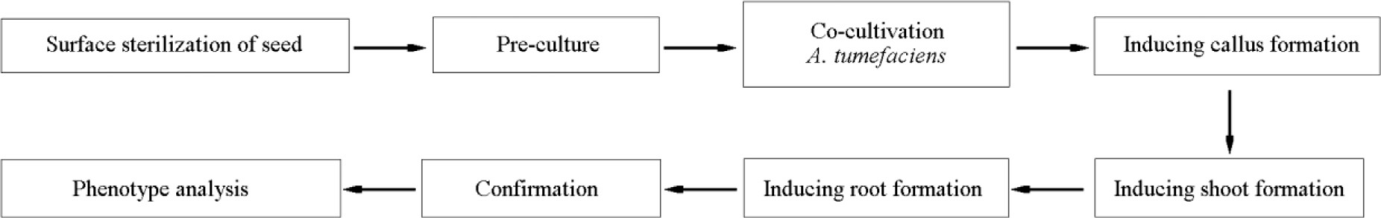 Surface sterilization of seed
Pre-culture
Co-cultivation
A. tumefaciens
Inducing callus formation
Inducing shoot formation
Inducing root formation
Confirmation
Phenotype analysis